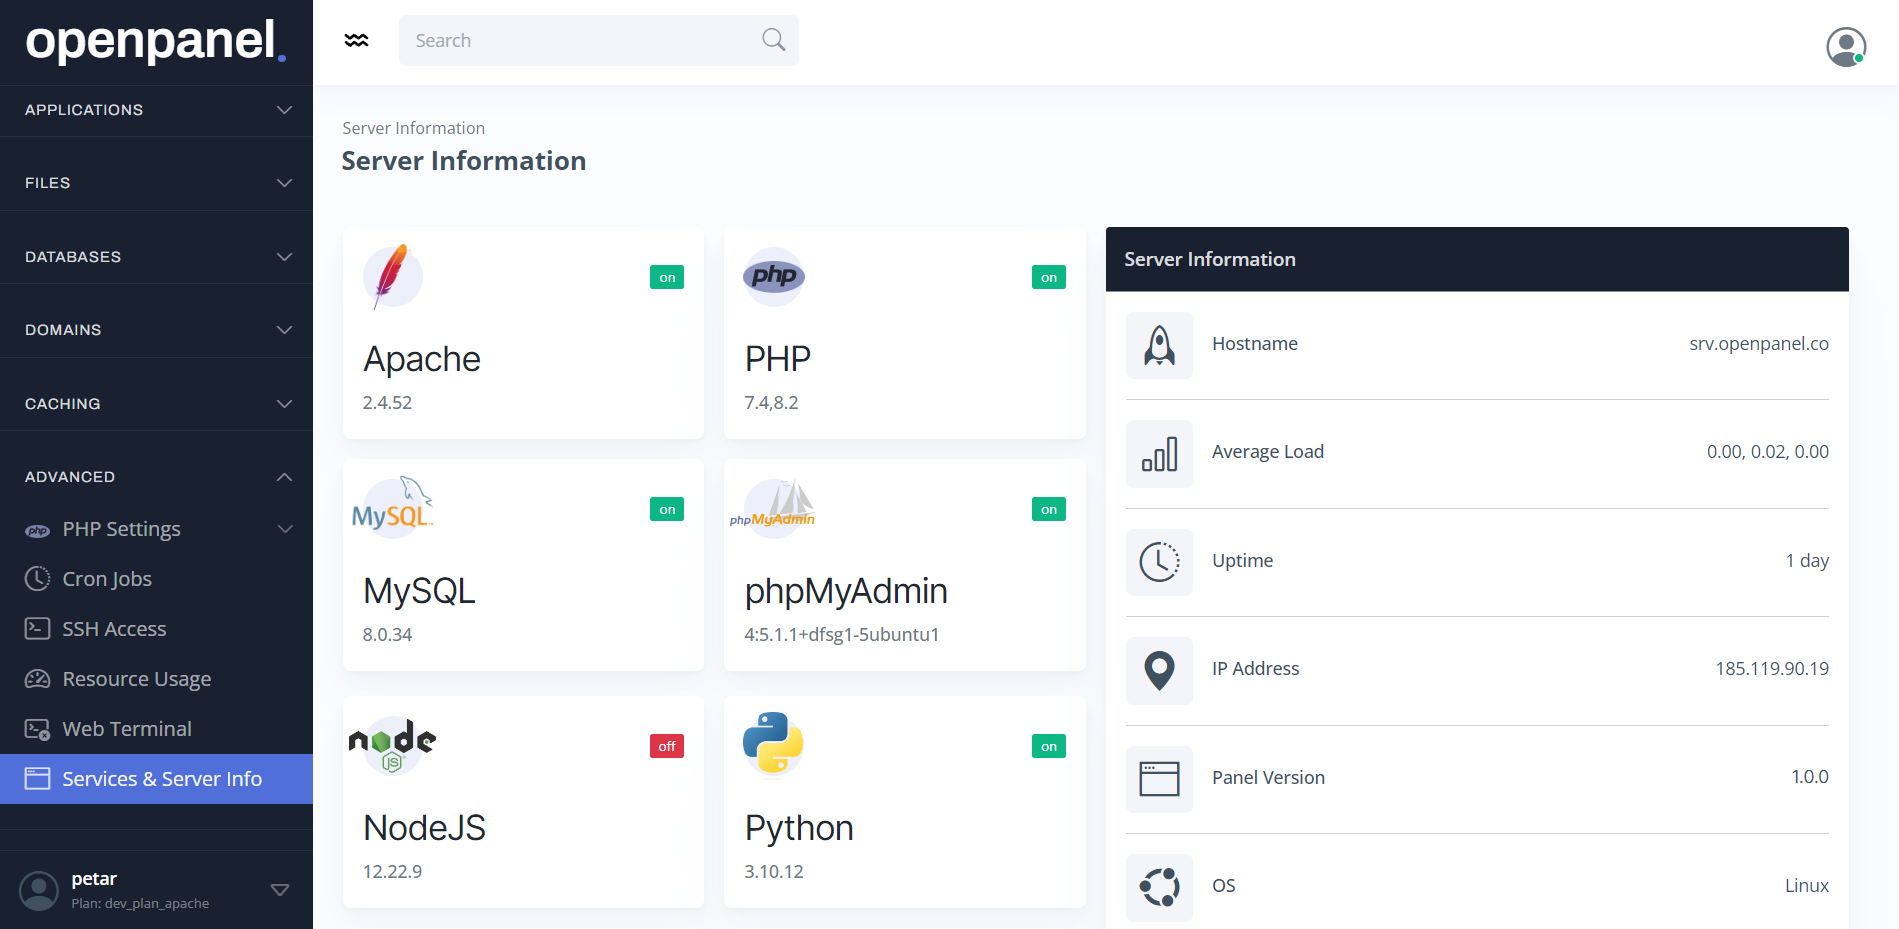 openpanel.
Search
APPLICATIONS
FILES
DATABASES
DOMAINS
CACHING
ADVANCED
php
PHP Settings
Cron Jobs
SSH Access
Resource Usage
Web Terminal
Services & Server Info
petar
Plan: dev_plan_apache
Server Information
Server Information
on
Apache
2.4.52
php
on
PHP
7.4,8.2
MySQL
on
MySQL
8.0.34
phpMyAdmin
on
phpMyAdmin
4:5.1.1+dfsg1-5ubuntu1
node
JS
off
NodeJS
12.22.9
on
Python
3.10.12
Server Information
Hostname
srv.openpanel.co
Average Load
0.00, 0.02, 0.00
Uptime
1 day
IP Address
185.119.90.19
Panel Version
1.0.0
OS
Linux